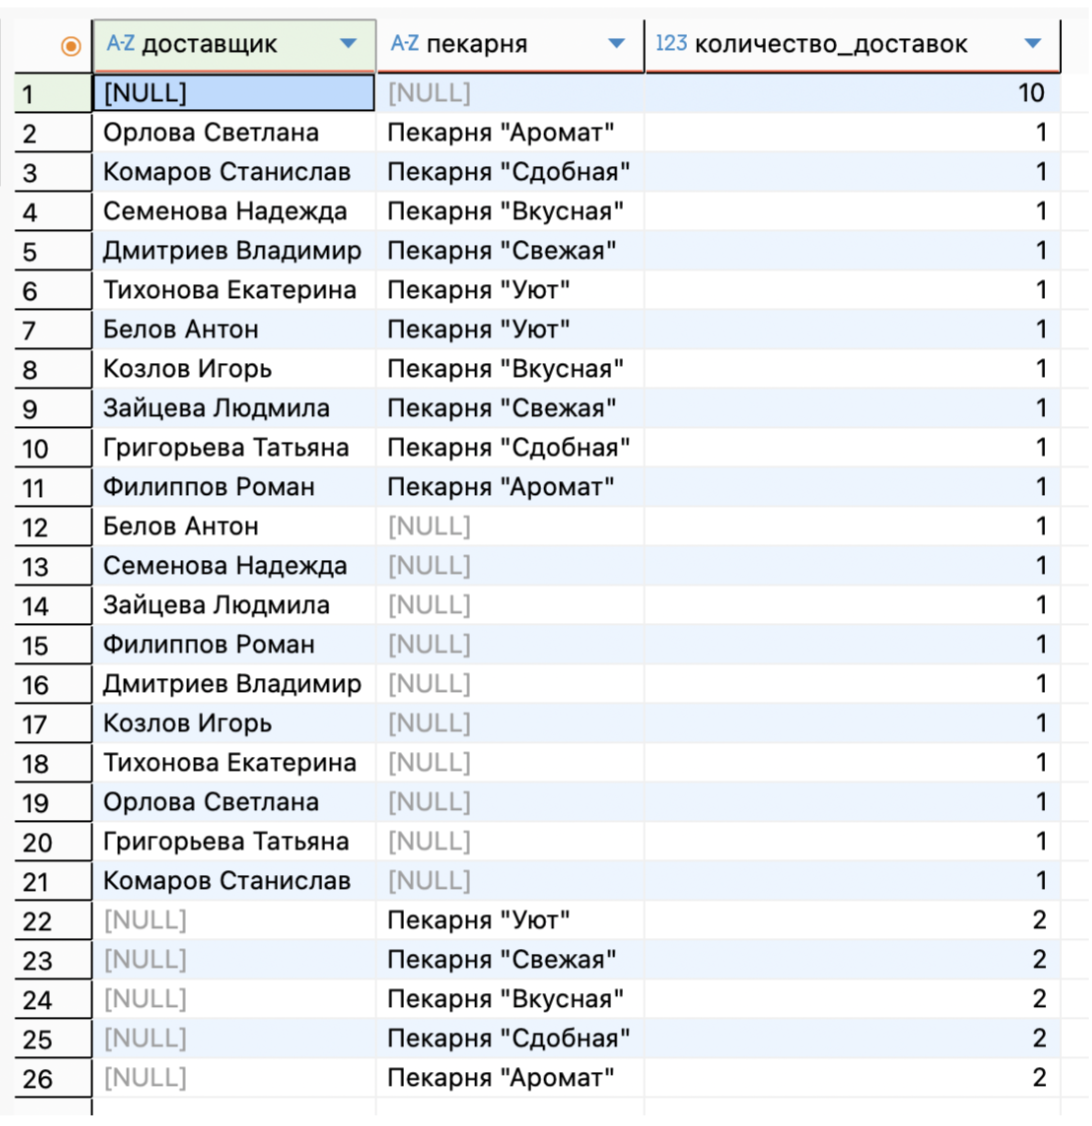 A-Z доставщик A-Z пекарня 123 количество_доставок
1 [NULL] [NULL] 10
2 Орлова Светлана Пекарня "Аромат" 1
3 Комаров Станислав Пекарня "Сдобная" 1
4 Семенова Надежда Пекарня "Вкусная" 1
5 Дмитриев Владимир Пекарня "Свежая" 1
6 Тихонова Екатерина Пекарня "Уют" 1
7 Белов Антон Пекарня "Уют" 1
8 Козлов Игорь Пекарня "Вкусная" 1
9 Зайцева Людмила Пекарня "Свежая" 1
10 Григорьева Татьяна Пекарня "Сдобная" 1
11 Филиппов Роман Пекарня "Аромат" 1
12 Белов Антон [NULL] 1
13 Семенова Надежда [NULL] 1
14 Зайцева Людмила [NULL] 1
15 Филиппов Роман [NULL] 1
16 Дмитриев Владимир [NULL] 1
17 Козлов Игорь [NULL] 1
18 Тихонова Екатерина [NULL] 1
19 Орлова Светлана [NULL] 1
20 Григорьева Татьяна [NULL] 1
21 Комаров Станислав [NULL] 1
22 [NULL] Пекарня "Уют" 2
23 [NULL] Пекарня "Свежая" 2
24 [NULL] Пекарня "Вкусная" 2
25 [NULL] Пекарня "Сдобная" 2
26 [NULL] Пекарня "Аромат" 2